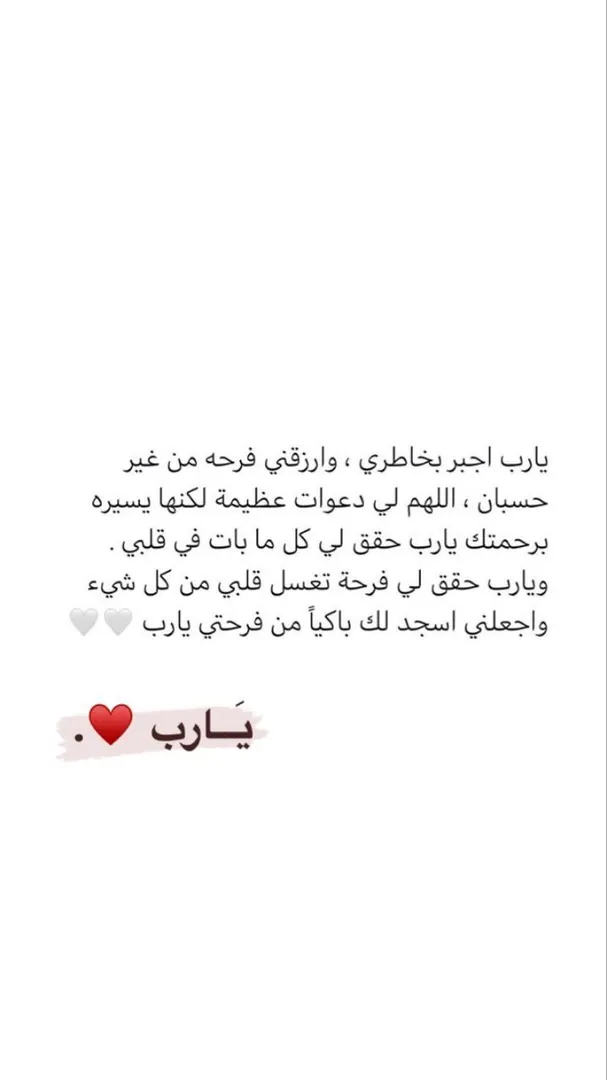 يارب اجبر بخاطري ، وارزقني فرحه من غير
حسبان ، اللهم لي دعوات عظيمة لكنها يسيره
برحمتك يارب حقق لي كل ما بات في قلبي .
ويارب حقق لي فرحة تغسل قلبي من كل شيء
واجعلني اسجد لك باكياً من فرحتي يارب 🤍🤍
يَــارب ♥️.